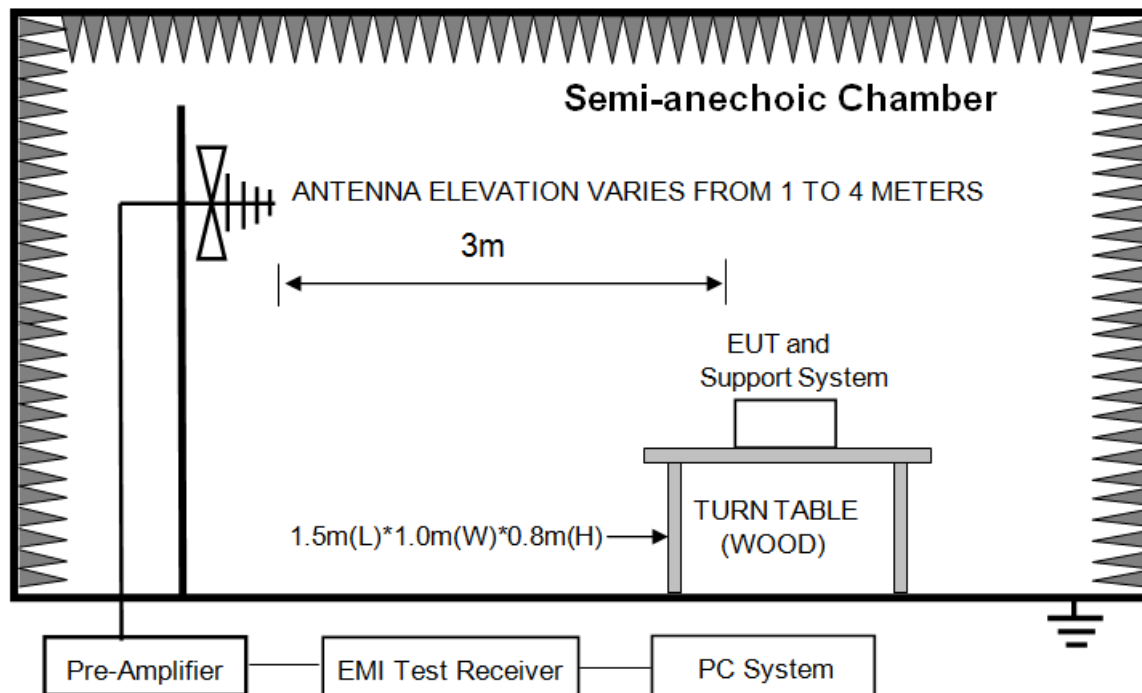 Semi-anechoic Chamber
ANTENNA ELEVATION VARIES FROM 1 TO 4 METERS
3m
EUT and
Support System
1.5m(L)*1.0m(W)*0.8m(H)
TURN TABLE
(WOOD)
Pre-Amplifier
EMI Test Receiver
PC System